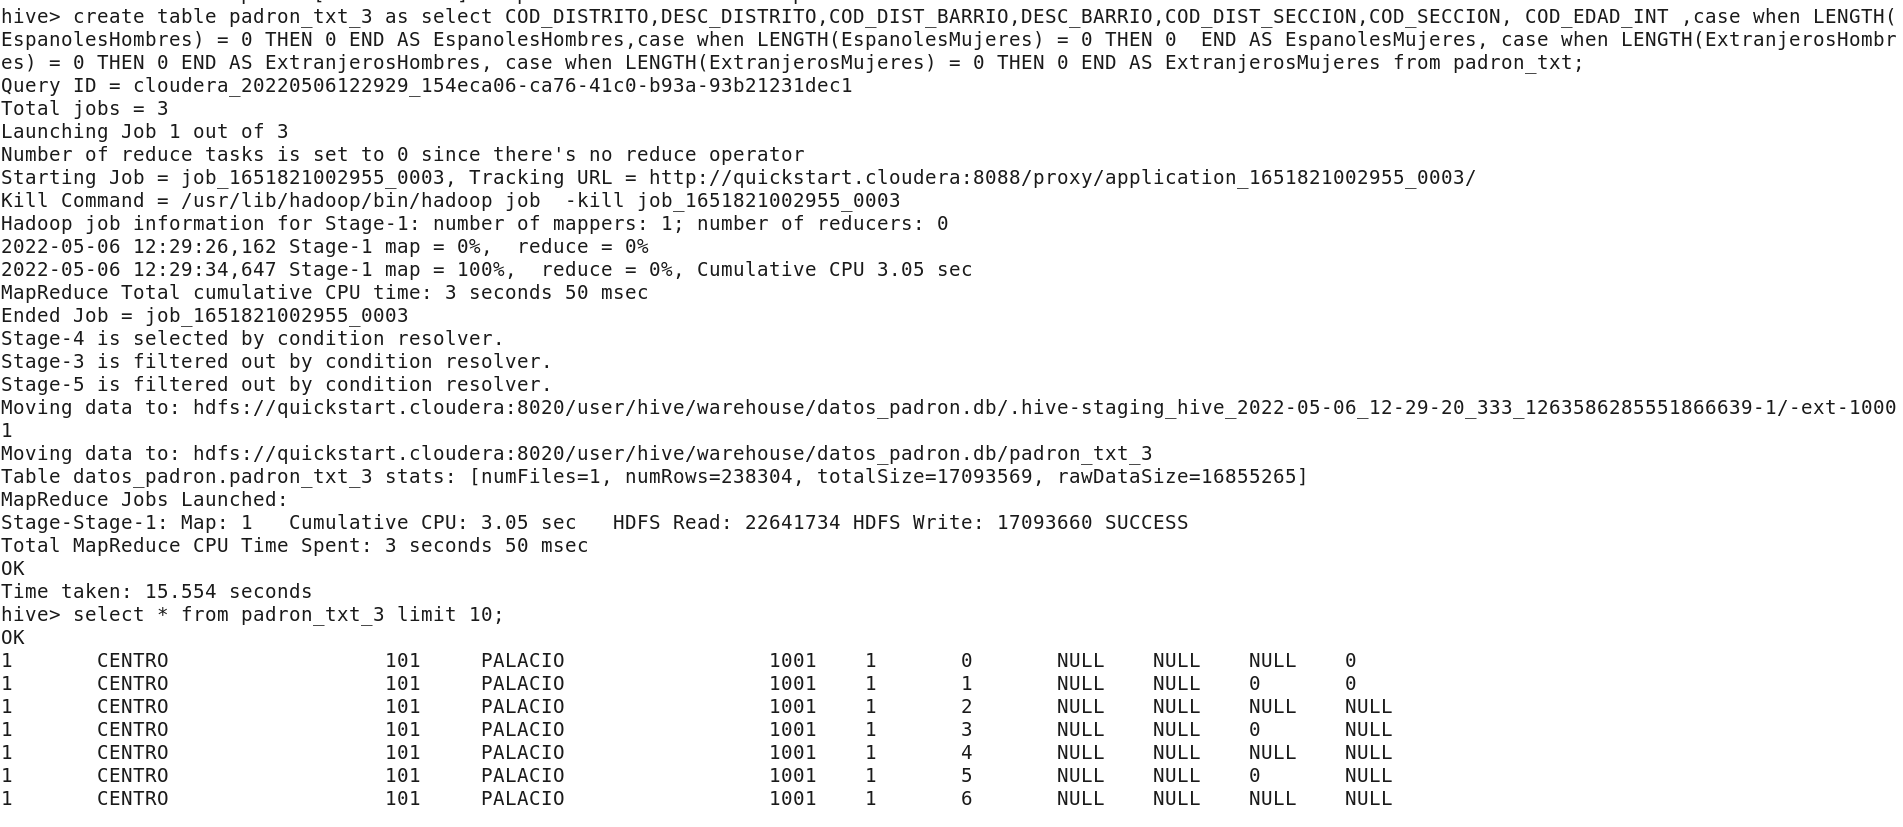 hive> create table padron_txt_3 as select COD_DISTRITO,DESC_DISTRITO,COD_DIST_BARRIO,DESC_BARRIO,COD_DIST_SECCION,COD_SECCION, COD_EDAD_INT ,case when LENGTH(
EspanolesHombres) = 0 THEN 0 END AS EspanolesHombres,case when LENGTH(EspanolesMujeres) = 0 THEN 0  END AS EspanolesMujeres, case when LENGTH(ExtranjerosHombr
es) = 0 THEN 0 END AS ExtranjerosHombres, case when LENGTH(ExtranjerosMujeres) = 0 THEN 0 END AS ExtranjerosMujeres from padron_txt;
Query ID = cloudera_20220506122929_154eca06-ca76-41c0-b93a-93b21231dec1
Total jobs = 3
Launching Job 1 out of 3
Number of reduce tasks is set to 0 since there's no reduce operator
Starting Job = job_1651821002955_0003, Tracking URL = http://quickstart.cloudera:8088/proxy/application_1651821002955_0003/
Kill Command = /usr/lib/hadoop/bin/hadoop job  -kill job_1651821002955_0003
Hadoop job information for Stage-1: number of mappers: 1; number of reducers: 0
2022-05-06 12:29:26,162 Stage-1 map = 0%,  reduce = 0%
2022-05-06 12:29:34,647 Stage-1 map = 100%,  reduce = 0%, Cumulative CPU 3.05 sec
MapReduce Total cumulative CPU time: 3 seconds 50 msec
Ended Job = job_1651821002955_0003
Stage-4 is selected by condition resolver.
Stage-3 is filtered out by condition resolver.
Stage-5 is filtered out by condition resolver.
Moving data to: hdfs://quickstart.cloudera:8020/user/hive/warehouse/datos_padron.db/.hive-staging_hive_2022-05-06_12-29-20_333_1263586285551866639-1/-ext-1000
1
Moving data to: hdfs://quickstart.cloudera:8020/user/hive/warehouse/datos_padron.db/padron_txt_3
Table datos_padron.padron_txt_3 stats: [numFiles=1, numRows=238304, totalSize=17093569, rawDataSize=16855265]
MapReduce Jobs Launched:
Stage-Stage-1: Map: 1   Cumulative CPU: 3.05 sec   HDFS Read: 22641734 HDFS Write: 17093660 SUCCESS
Total MapReduce CPU Time Spent: 3 seconds 50 msec
OK
Time taken: 15.554 seconds
hive> select * from padron_txt_3 limit 10;
OK
1	CENTRO	101	PALACIO	1001	1	0	NULL	NULL	NULL	0
1	CENTRO	101	PALACIO	1001	1	1	NULL	NULL	0	0
1	CENTRO	101	PALACIO	1001	1	2	NULL	NULL	NULL	NULL
1	CENTRO	101	PALACIO	1001	1	3	NULL	NULL	0	NULL
1	CENTRO	101	PALACIO	1001	1	4	NULL	NULL	NULL	NULL
1	CENTRO	101	PALACIO	1001	1	5	NULL	NULL	0	NULL
1	CENTRO	101	PALACIO	1001	1	6	NULL	NULL	NULL	NULL